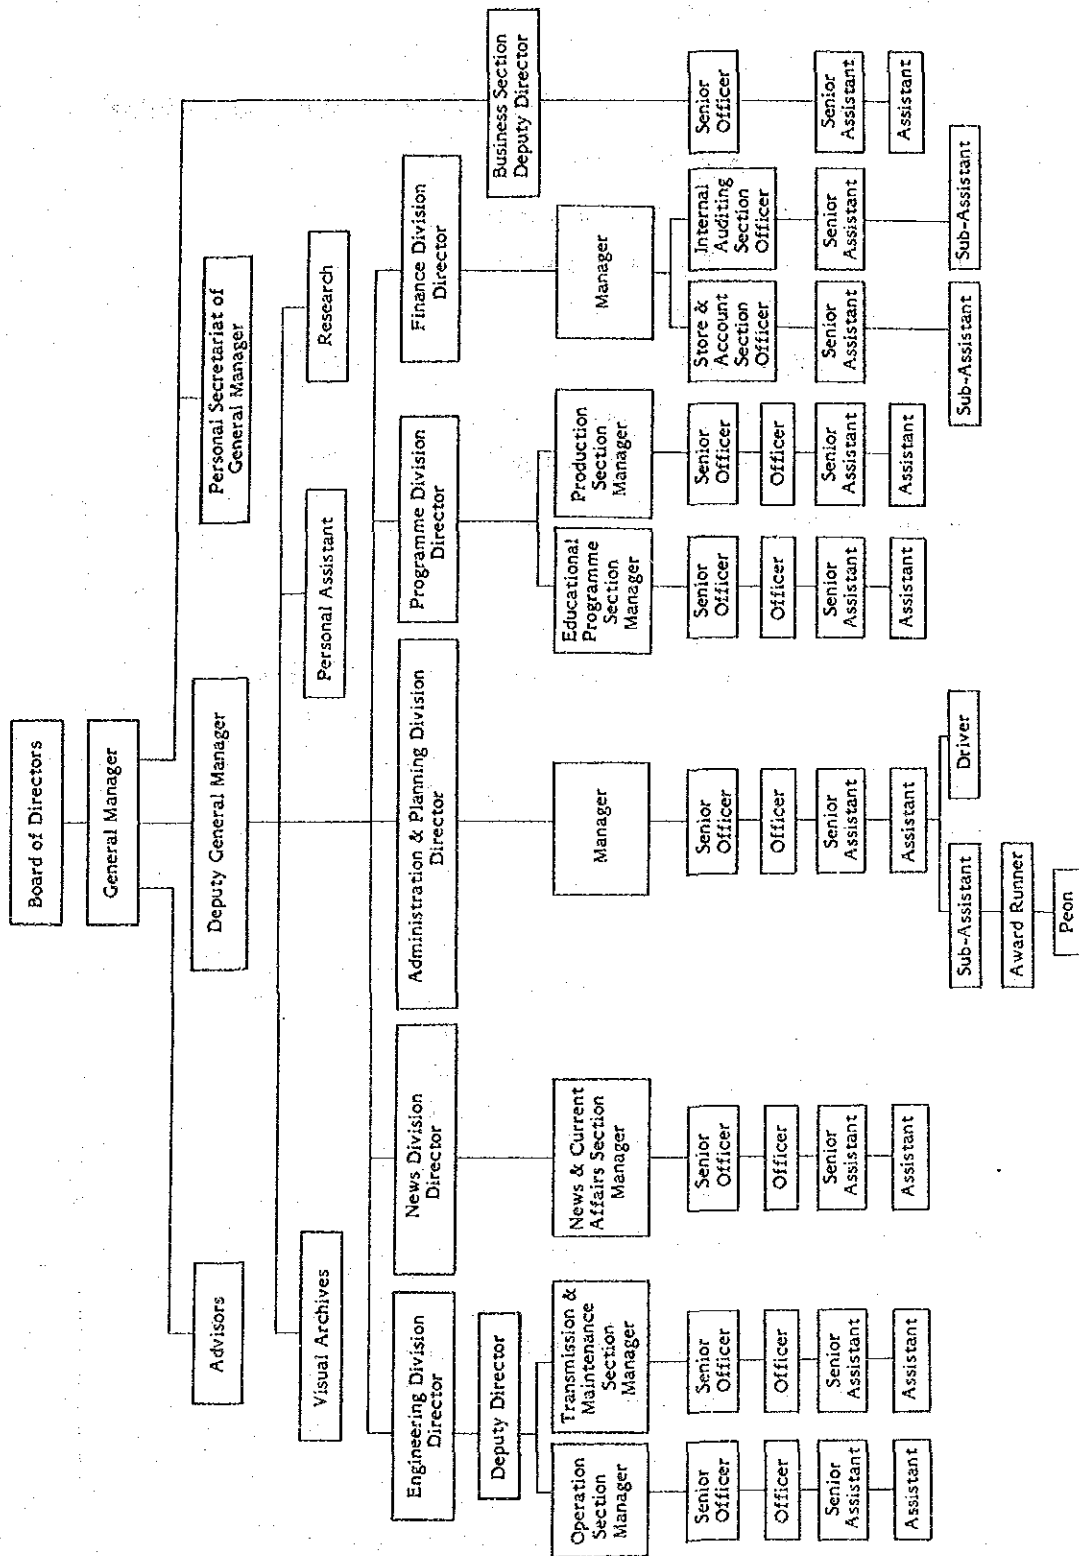 Board of Directors
General Manager
Advisors
Deputy General Manager
Personal Secretariat of
General Manager
Visual Archives
Personal Assistant
Research
Engineering Division
Director
News Division
Director
Administration & Planning Division
Director
Programme Division
Director
Finance Division
Director
Deputy Director
Business Section
Deputy Director
Operation
Section
Manager
Transmission &
Maintenance
Section
Manager
News & Current
Affairs Section
Manager
Manager
Educational
Programme
Section
Manager
Production
Section
Manager
Manager
Senior
Officer
Senior
Officer
Senior
Officer
Senior
Officer
Senior
Officer
Senior
Officer
Store &
Account
Section
Officer
Internal
Auditing
Section
Officer
Senior
Officer
Officer
Officer
Officer
Officer
Officer
Officer
Senior
Assistant
Senior
Assistant
Senior
Assistant
Senior
Assistant
Senior
Assistant
Senior
Assistant
Senior
Assistant
Senior
Assistant
Senior
Assistant
Assistant
Assistant
Assistant
Assistant
Assistant
Assistant
Assistant
Sub-Assistant
Driver
Sub-Assistant
Sub-Assistant
Award Runner
Peon